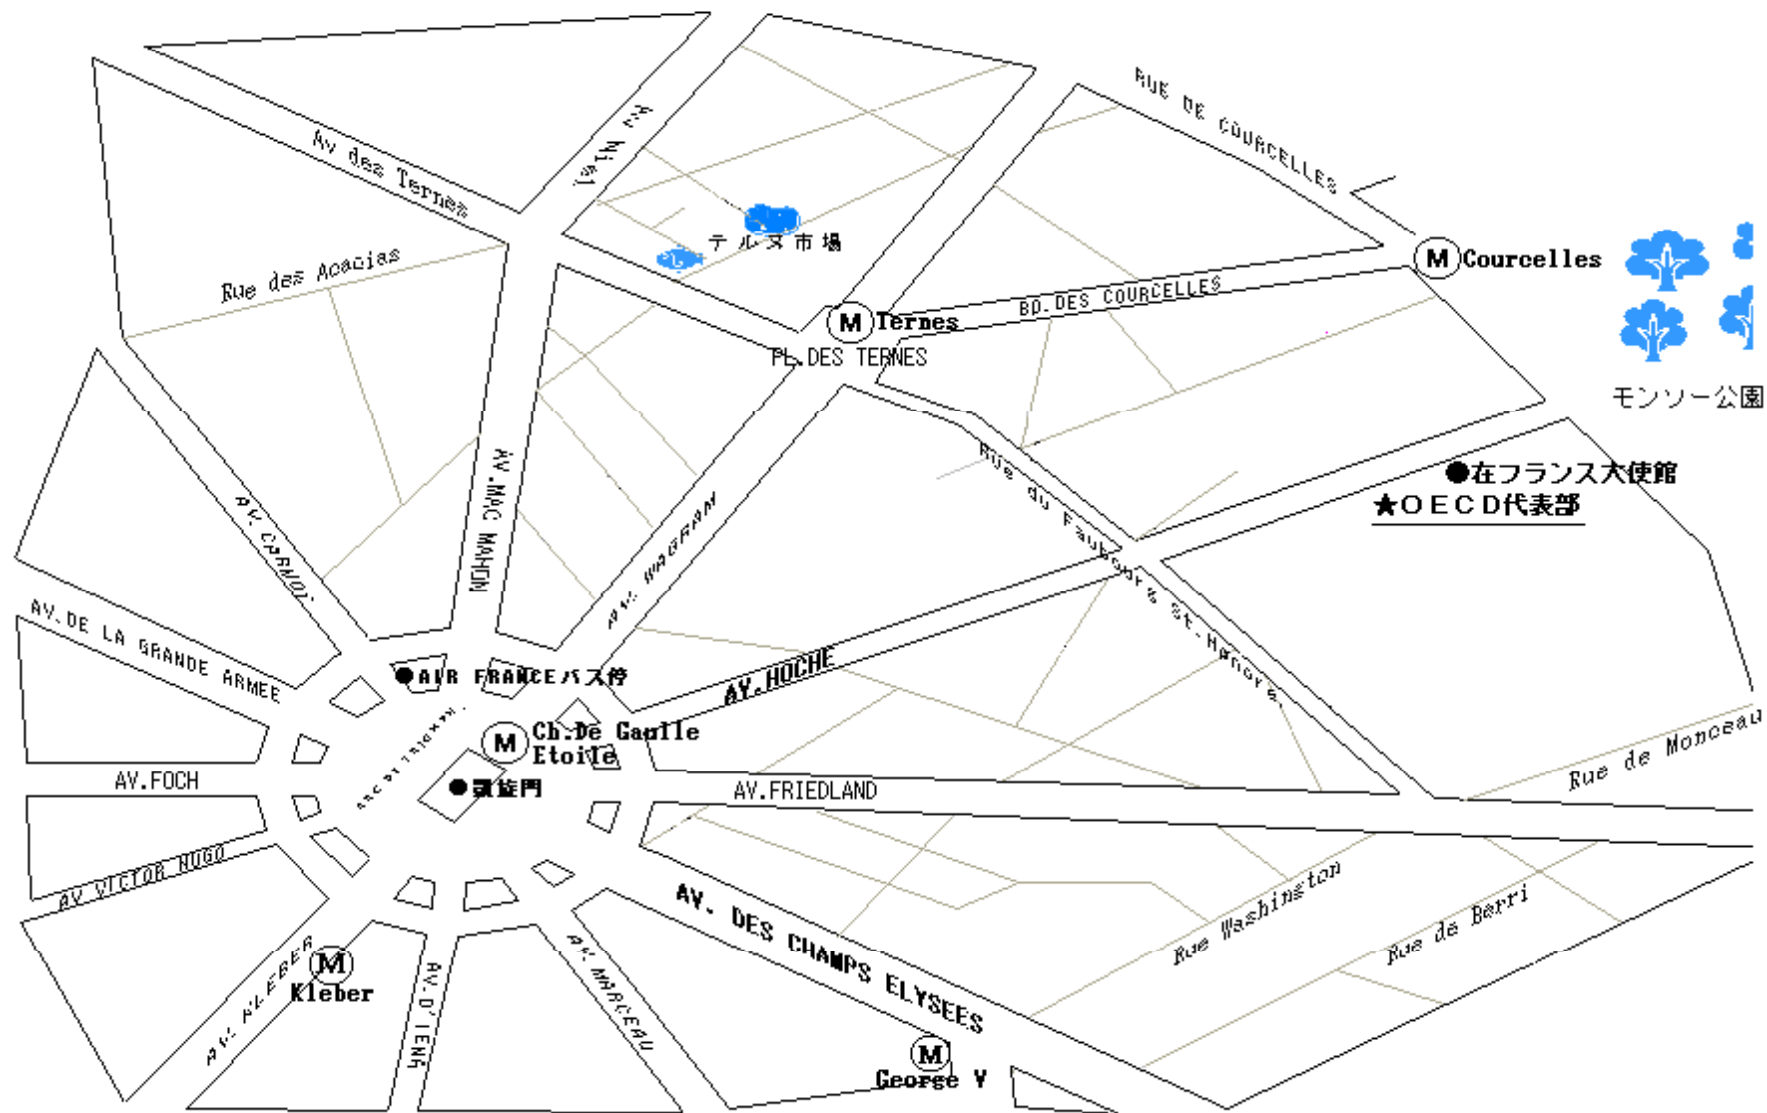 RUE DE COURCELLES
Av Niel
Av des Ternes
テルヌ市場
Courcelles
Rue des Acacias
BD.DES COURCELLES
Ternes
PL.DES TERNES
モンソー公園
●在フランス大使館
★OECD代表部
Rue du Faubourg St.Honore
AV.MAC MAHON
AV. CARNOT
AV. WAGRAM
AV.DE LA GRANDE ARMEE
●AIR FRANCEバス停
AV.HOCHE
M
Ch.De Gaulle
Etoile
●凱旋門
AV.FOCH
AV.FRIEDLAND
Rue de Monceau
AV VICTOR HUGO
AV. DES CHAMPS ELYSEES
Rue Washington
Rue de Berri
M
Kleber
AV. KLEBER
AV.D'IENA
AV. MARCEAU
M
George V
M
M